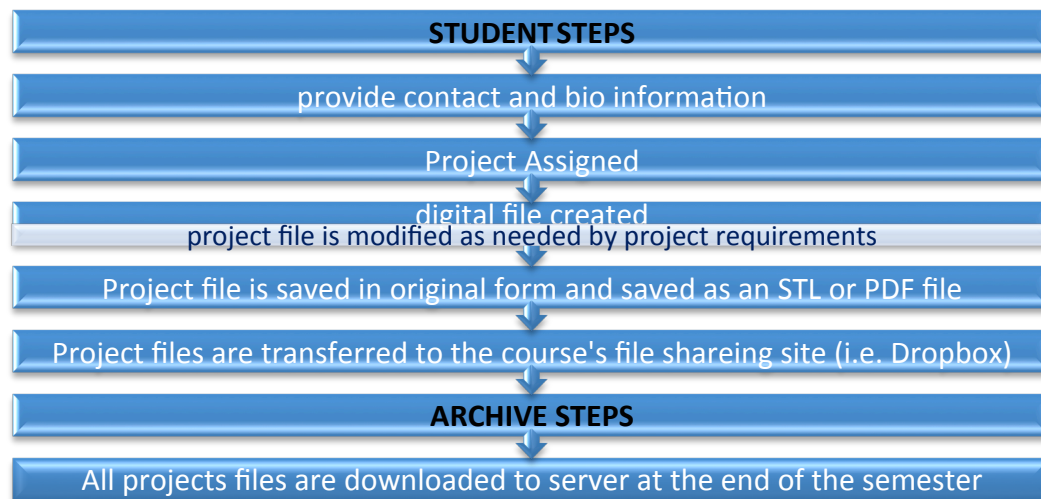 STUDENT STEPS
provide contact and bio information
Project Assigned
digital file created
project file is modified as needed by project requirements
Project file is saved in original form and saved as an STL or PDF file
Project files are transferred to the course's file shareing site (i.e. Dropbox)
ARCHIVE STEPS
All projects files are downloaded to server at the end of the semester